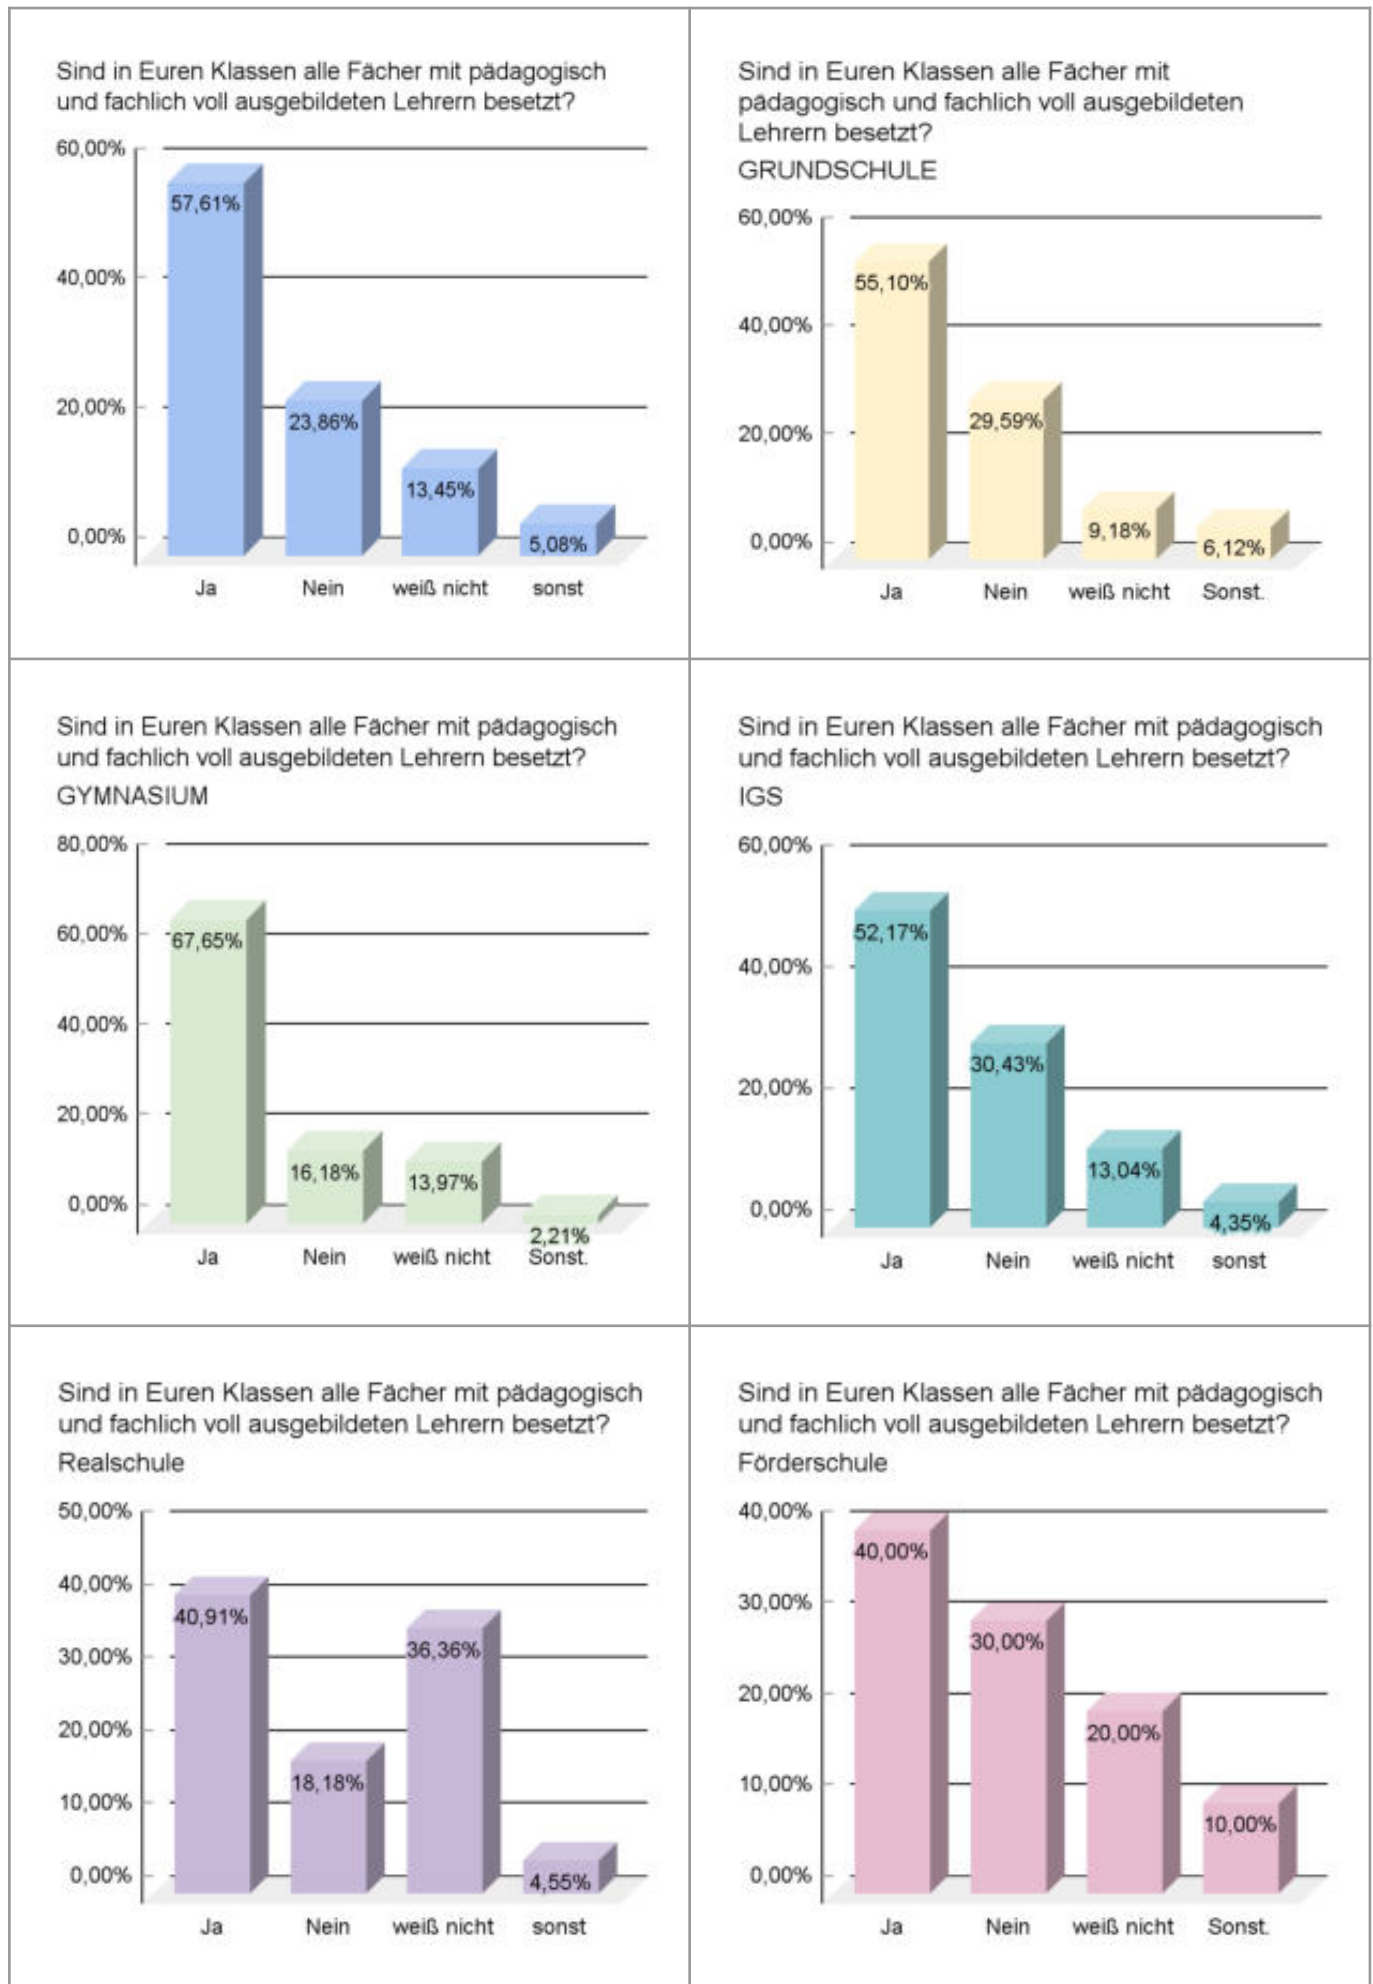 Sind in Euren Klassen alle Fächer mit pädagogisch
und fachlich voll ausgebildeten Lehrern besetzt?
60,00%
40,00%
20,00%
0,00%
57,61%
23,86%
13,45%
5,08%
Ja Nein weiß nicht sonst
Sind in Euren Klassen alle Fächer mit
pädagogisch und fachlich voll ausgebildeten
Lehrern besetzt?
GRUNDSCHULE
60,00%
40,00%
20,00%
0,00%
55,10%
29,59%
9,18%
6,12%
Ja Nein weiß nicht Sonst.
Sind in Euren Klassen alle Fächer mit pädagogisch
und fachlich voll ausgebildeten Lehrern besetzt?
GYMNASIUM
80,00%
60,00%
40,00%
20,00%
0,00%
67,65%
16,18%
13,97%
2,21%
Ja Nein weiß nicht Sonst.
Sind in Euren Klassen alle Fächer mit pädagogisch
und fachlich voll ausgebildeten Lehrern besetzt?
IGS
60,00%
40,00%
20,00%
0,00%
52,17%
30,43%
13,04%
4,35%
Ja Nein weiß nicht sonst
Sind in Euren Klassen alle Fächer mit pädagogisch
und fachlich voll ausgebildeten Lehrern besetzt?
Realschule
50,00%
40,00%
30,00%
20,00%
10,00%
0,00%
40,91%
18,18%
36,36%
4,55%
Ja Nein weiß nicht sonst
Sind in Euren Klassen alle Fächer mit pädagogisch
und fachlich voll ausgebildeten Lehrern besetzt?
Förderschule
40,00%
30,00%
20,00%
10,00%
0,00%
40,00%
30,00%
20,00%
10,00%
Ja Nein weiß nicht Sonst.